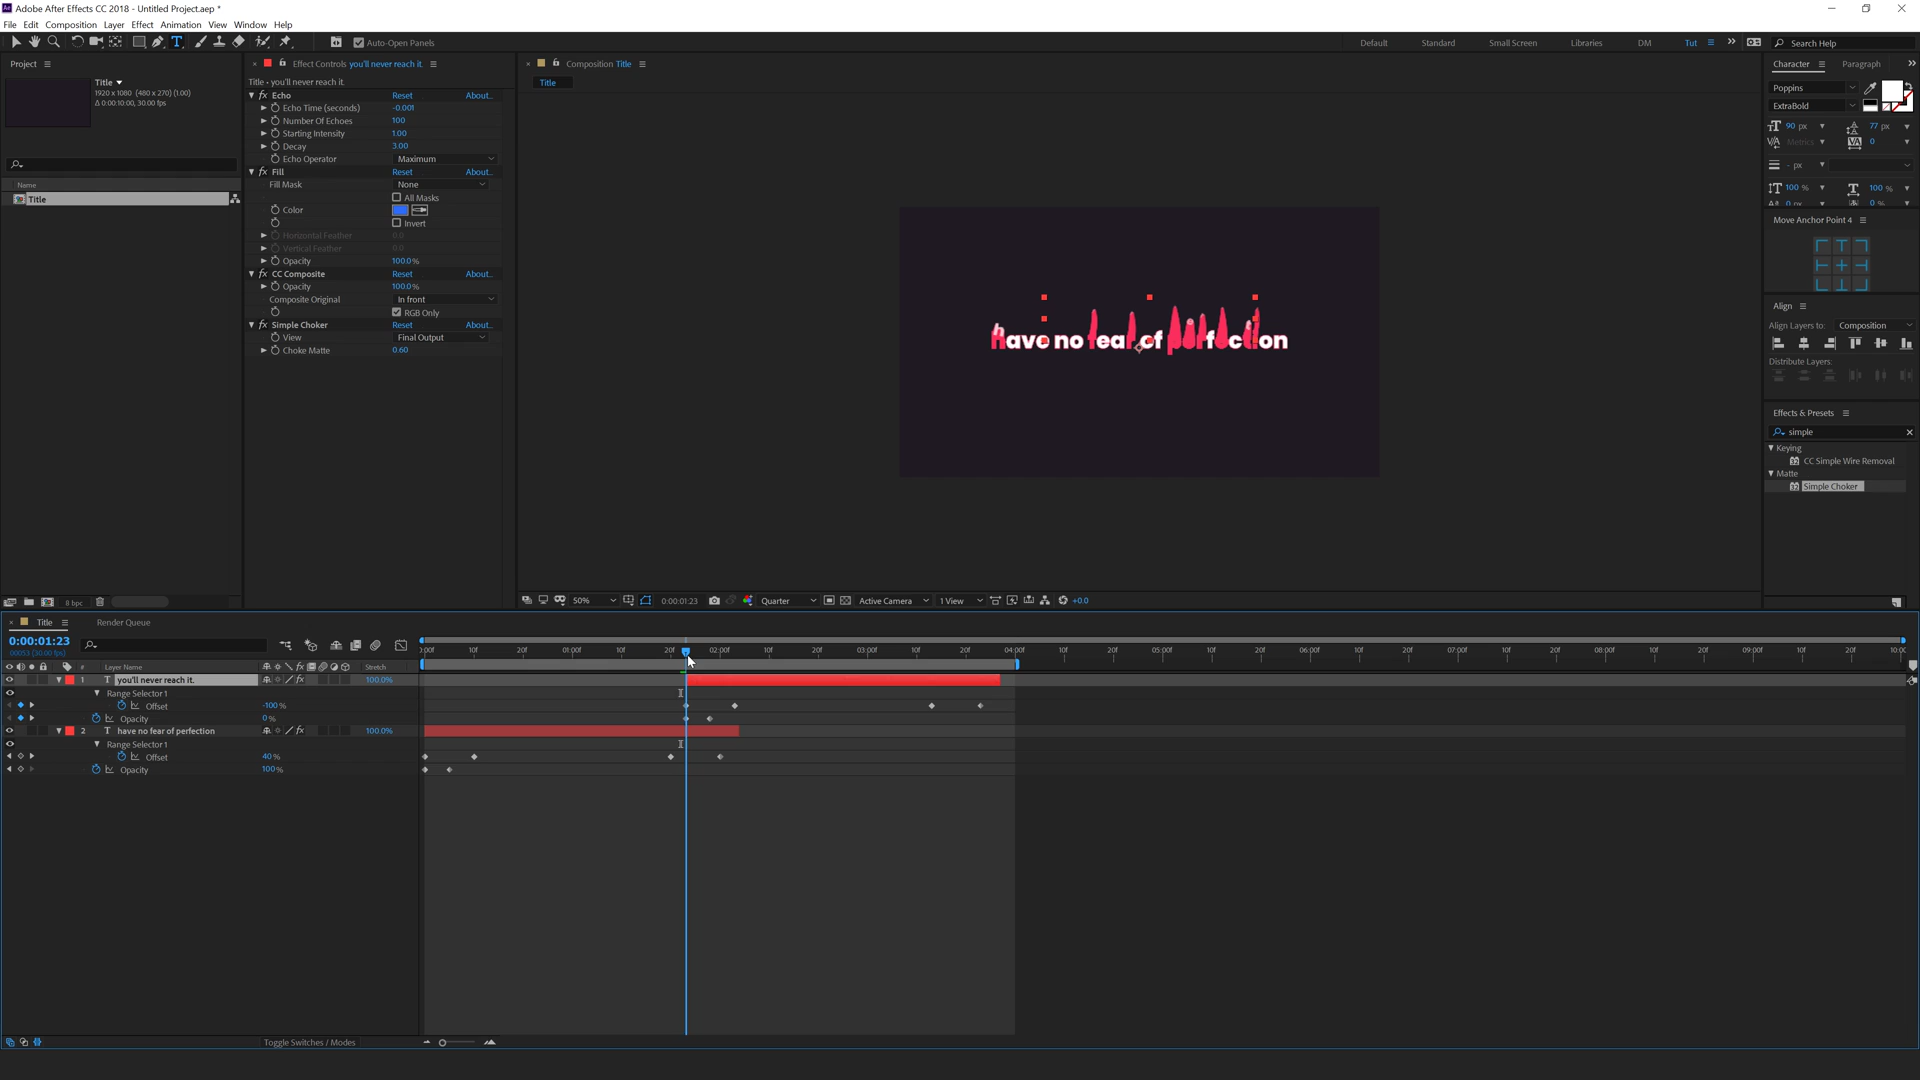 Adobe After Effects CC 2018 - Untitled Project.aep *
File Edit Composition Layer Effect Animation View Window Help
Auto-Open Panels
Default Standard Small Screen Libraries DM Tut Search Help
Project
Title
1920 x 1080 (480 x 270) (1.00)
Δ 0:00:10:00, 30.00 fps
Name
Title
8 bpc
Effect Controls you'll never reach it.
Title • you'll never reach it.
fx Echo Reset About...
Echo Time (seconds) -0.001
Number Of Echoes 100
Starting Intensity 1.00
Decay 3.00
Echo Operator Maximum
fx Fill Reset About...
Fill Mask None
All Masks
Color
Invert
Horizontal Feather 0.0
Vertical Feather 0.0
Opacity 100.0%
fx CC Composite Reset About...
Opacity 100.0%
Composite Original In front
RGB Only
fx Simple Choker Reset About...
View Final Output
Choke Matte 0.60
Composition Title
Title
have no fear of perfection
50% 0:00:01:23 Quarter Active Camera 1 View +0.0
Character Paragraph
Poppins
ExtraBold
90 px 77 px
Metrics 0
- px
100 % 100 %
0 px 0 %
Move Anchor Point 4
Align
Align Layers to: Composition
Distribute Layers:
Effects & Presets
simple
Keying
CC Simple Wire Removal
Matte
Simple Choker
Title Render Queue
0:00:01:23
00053 (30.00 fps)
:00f 10f 20f 01:00f 10f 20f 02:00f 10f 20f 03:00f 10f 20f 04:00f 10f 20f 05:00f 10f 20f 06:00f 10f 20f 07:00f 10f 20f 08:00f 10f 20f 09:00f 10f 20f 10:00
# Layer Name fx Stretch
1 T you'll never reach it. fx 100.0%
Range Selector 1
Offset -100 %
Opacity 0 %
2 T have no fear of perfection fx 100.0%
Range Selector 1
Offset 40 %
Opacity 100 %
Toggle Switches / Modes